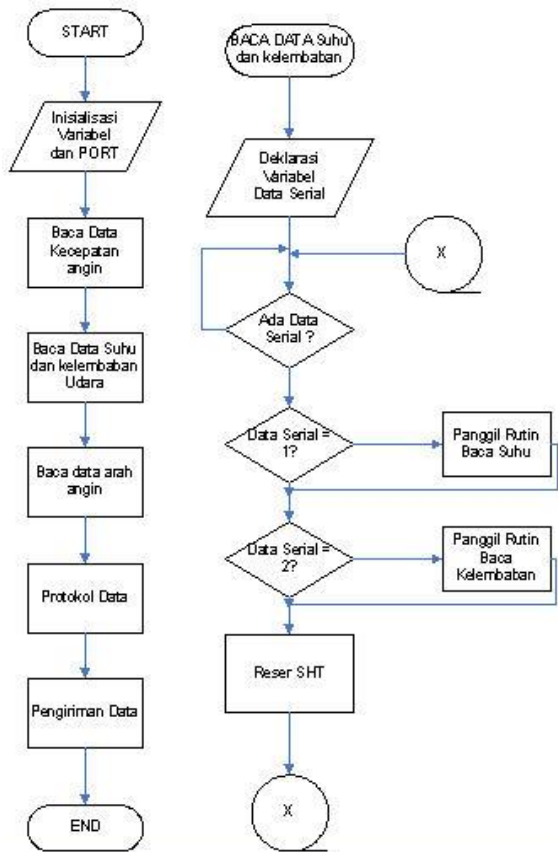 START
Inisialisasi
Variabel
dan PORT
Baca Data
Kecepatan
angin
Baca Data Suhu
dan kelembaban
Udara
Baca data arah
angin
Protokol Data
Pengiriman Data
END
BACA DATA Suhu
dan kelembaban
Deklarasi
Variabel
Data Serial
X
Ada Data
Serial ?
Data Serial =
1?
Panggil Rutin
Baca Suhu
Data Serial =
2?
Panggil Rutin
Baca
Kelembaban
Reser SHT
X